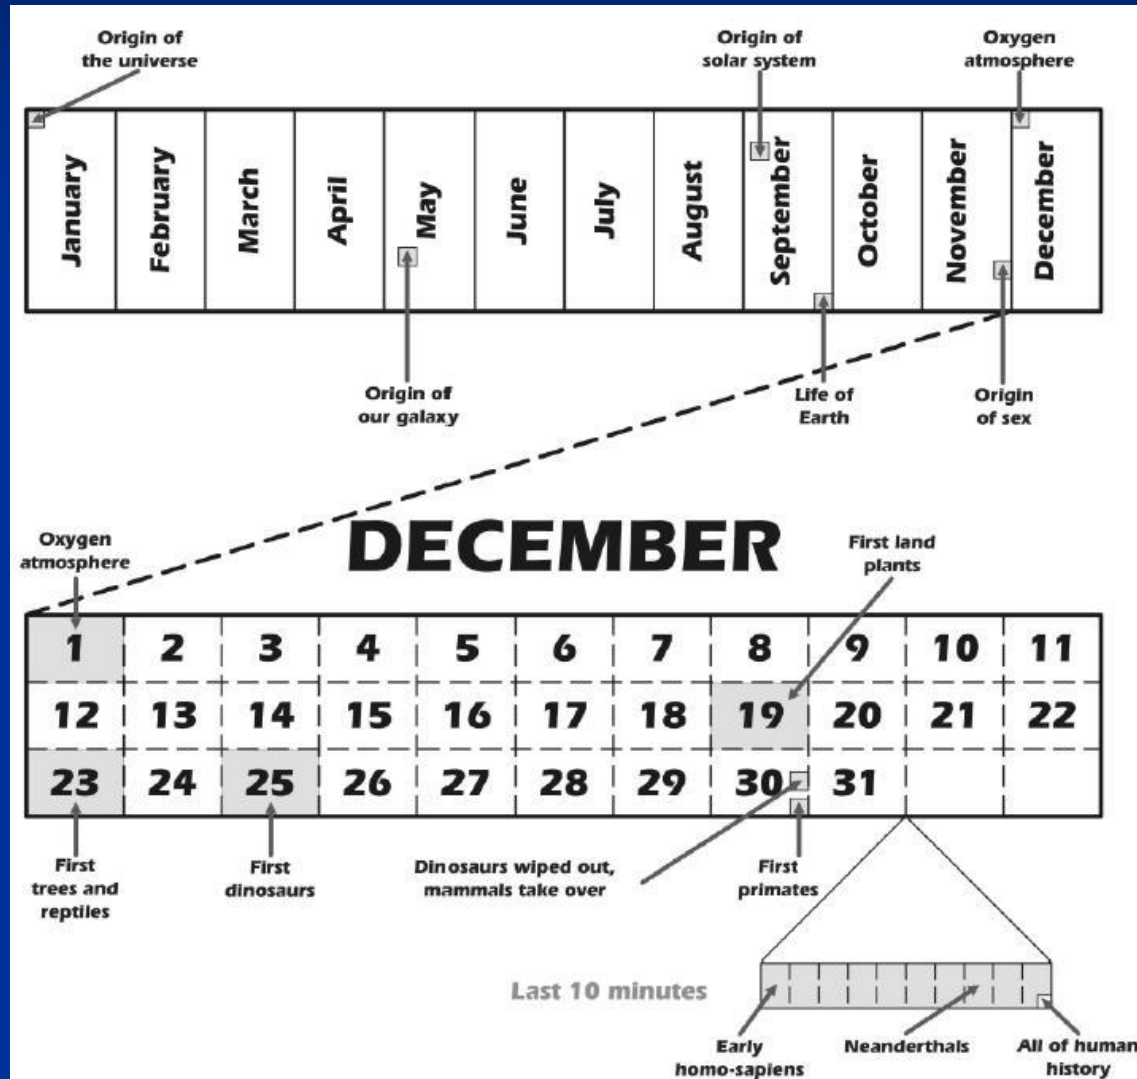 Origin of
the universe
Origin of
solar system
Oxygen
atmosphere
January
February
March
April
May
June
July
August
September
October
November
December
Origin of
our galaxy
Life of
Earth
Origin
of sex
DECEMBER
Oxygen
atmosphere
First land
plants
1 2 3 4 5 6 7 8 9 10 11
12 13 14 15 16 17 18 19 20 21 22
23 24 25 26 27 28 29 30 31
First
trees and
reptiles
First
dinosaurs
Dinosaurs wiped out,
mammals take over
First
primates
Last 10 minutes
Early
homo-sapiens
Neanderthals
All of human
history